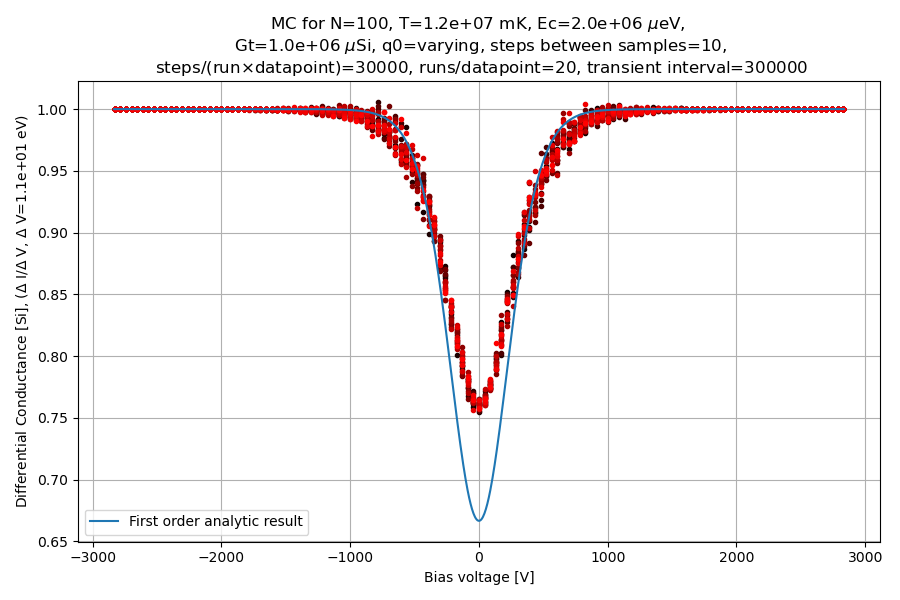 MC for N=100, T=1.2e+07 mK, Ec=2.0e+06 μeV,
Gt=1.0e+06 μSi, q0=varying, steps between samples=10,
steps/(run×datapoint)=30000, runs/datapoint=20, transient interval=300000
Differential Conductance [Si], (Δ I/Δ V, Δ V=1.1e+01 eV)
1.00
0.95
0.90
0.85
0.80
0.75
0.70
0.65
First order analytic result
−3000
−2000
−1000
0
1000
2000
3000
Bias voltage [V]